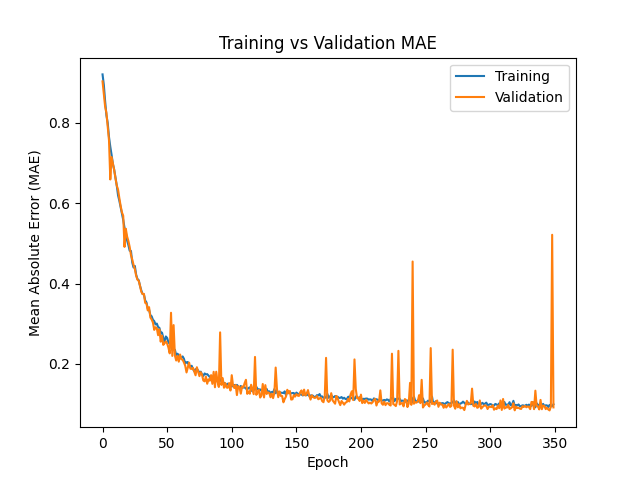 Training vs Validation MAE
Training
Validation
Mean Absolute Error (MAE)
0.8
0.6
0.4
0.2
0
50
100
150
200
250
300
350
Epoch